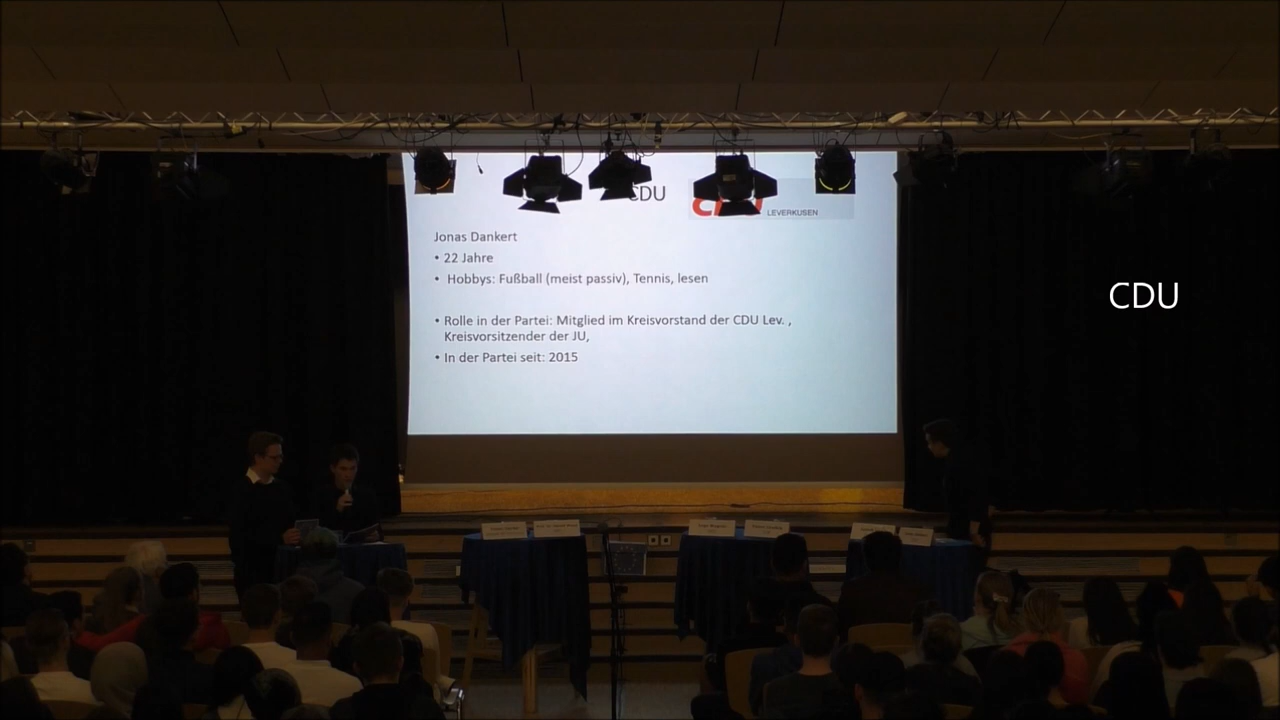 CDU
LEVERKUSEN
Jonas Dankert
• 22 Jahre
• Hobbys: Fußball (meist passiv), Tennis, lesen
• Rolle in der Partei: Mitglied im Kreisvorstand der CDU Lev. ,
Kreisvorsitzender der JU,
• In der Partei seit: 2015
CDU